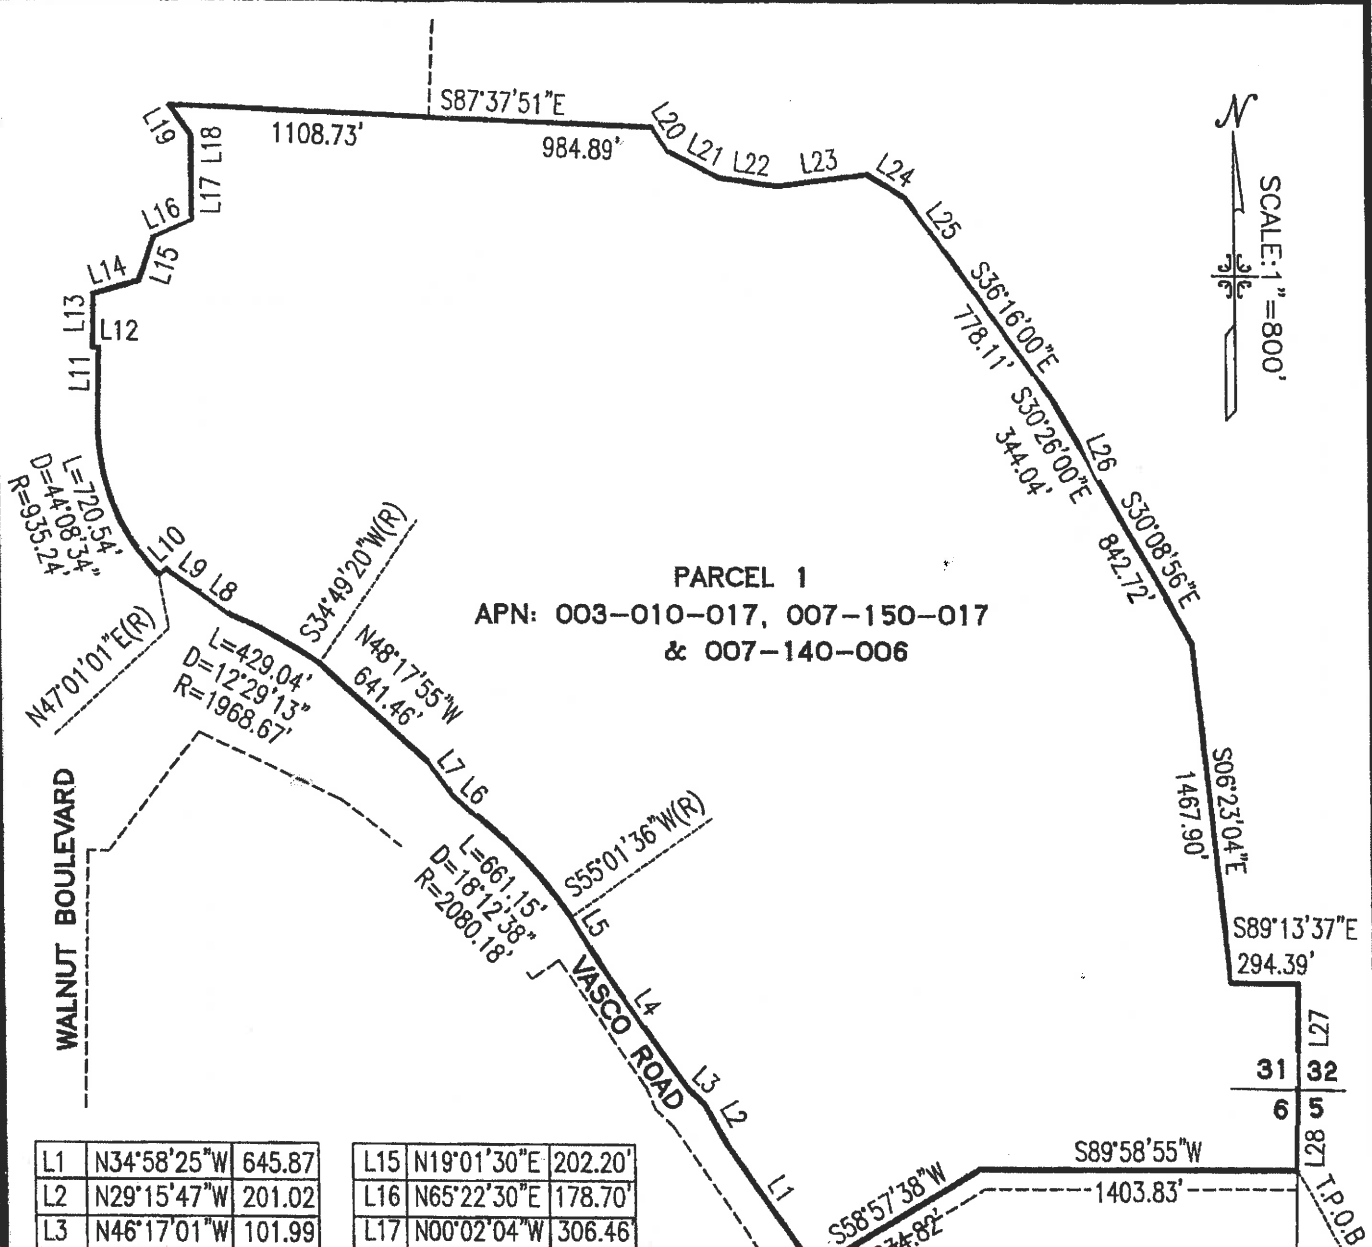 S87°37'51"E
1108.73'
984.89'
L19
L18
L17
L16
L15
L14
L13
L12
L11
L20
L21
L22
L23
L24
L25
N
SCALE:1"=800'
S36°16'00"E
778.11'
S30°26'00"E
344.04'
L26
S30°08'56"E
842.72'
L=720.54'
D=44°08'34"
R=935.24'
L10
L9
L8
N47°01'01"E(R)
S34°49'20"W(R)
L=429.04'
D=12°29'13"
R=1968.67'
N48°17'55"W
641.46'
PARCEL 1
APN: 003-010-017, 007-150-017
& 007-140-006
L7
L6
L=661.15'
D=18°12'38"
R=2080.18'
S55°01'36"W(R)
L5
WALNUT BOULEVARD
VASCO ROAD
L4
L3
L2
L1
S06°23'04"E
1467.90'
S89°13'37"E
294.39'
L27
31 32
6 5
L28
S89°58'55"W
1403.83'
S58°57'38"W
T.P.O.B
L1 N34°58'25"W 645.87
L2 N29°15'47"W 201.02
L3 N46°17'01"W 101.99
L15 N19°01'30"E 202.20'
L16 N65°22'30"E 178.70'
L17 N00°02'04"W 306.46'